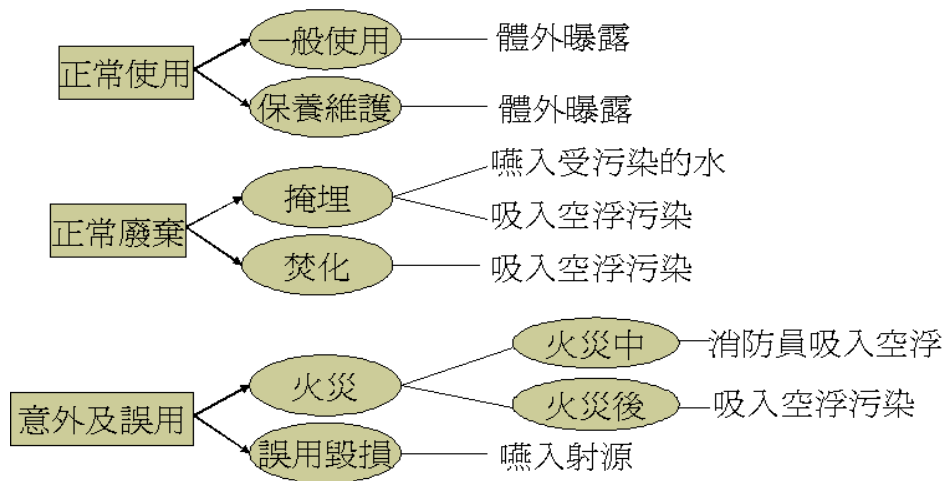 正常使用
一般使用
體外曝露
保養維護
體外曝露
正常廢棄
掩埋
嚥入受污染的水
吸入空浮污染
焚化
吸入空浮污染
意外及誤用
火災
火災中
消防員吸入空浮
火災後
吸入空浮污染
誤用毀損
嚥入射源